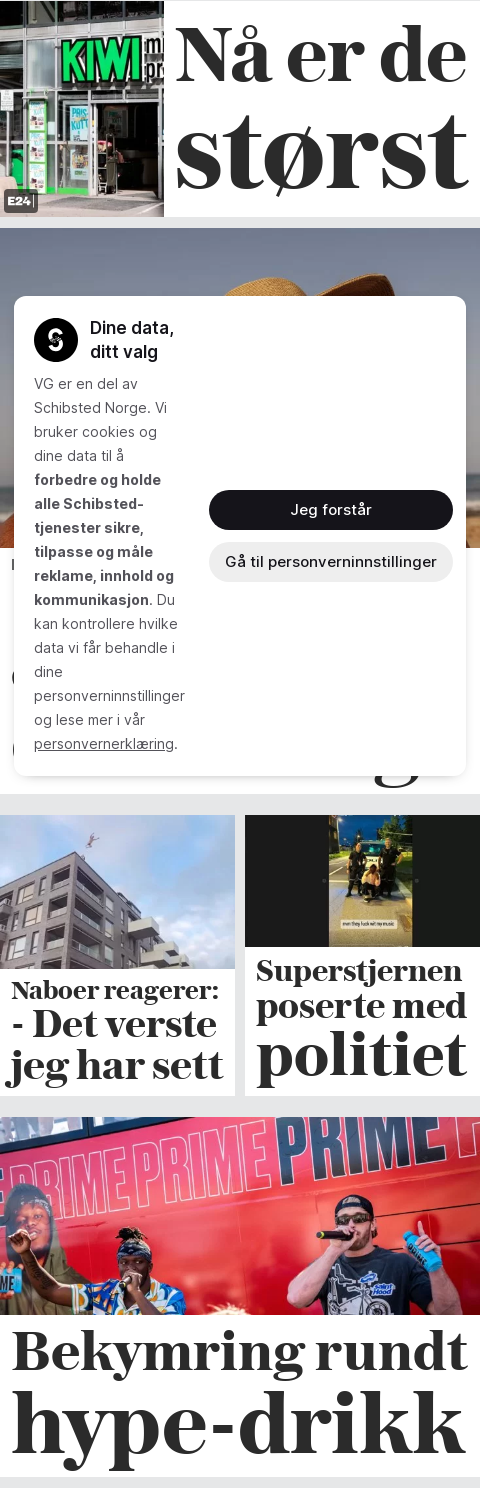 KIWI
E24
Nå er de
størst
Dine data,
ditt valg
VG er en del av
Schibsted Norge. Vi
bruker cookies og
dine data til å
forbedre og holde
alle Schibsted-
tjenester sikre,
tilpasse og måle
reklame, innhold og
kommunikasjon. Du
kan kontrollere hvilke
data vi får behandle i
dine
personverninnstillinger
og lese mer i vår
personvernerklæring.
Jeg forstår
Gå til personverninnstillinger
Naboer reagerer:
- Det verste
jeg har sett
Superstjernen
poserte med
politiet
PRIME PRIME PRIME
Bekymring rundt
hype-drikk